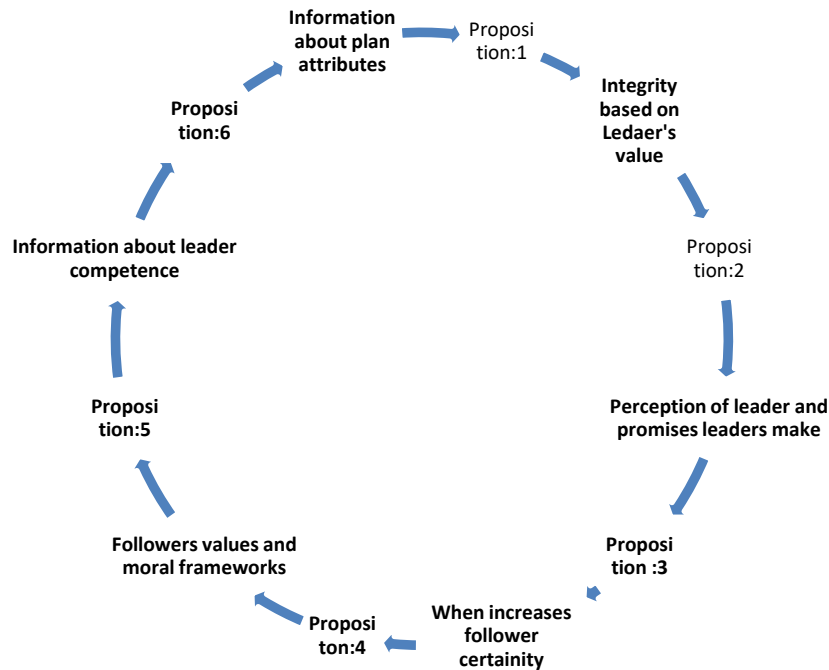 Information
about plan
attributes
Proposi
tion:1
Integrity
based on
Ledaer's
value
Proposi
tion:2
Perception of leader and
promises leaders make
Proposi
tion :3
When increases
follower
certainity
Proposi
ton:4
Followers values and
moral frameworks
Proposi
tion:5
Information about leader
competence
Proposi
tion:6